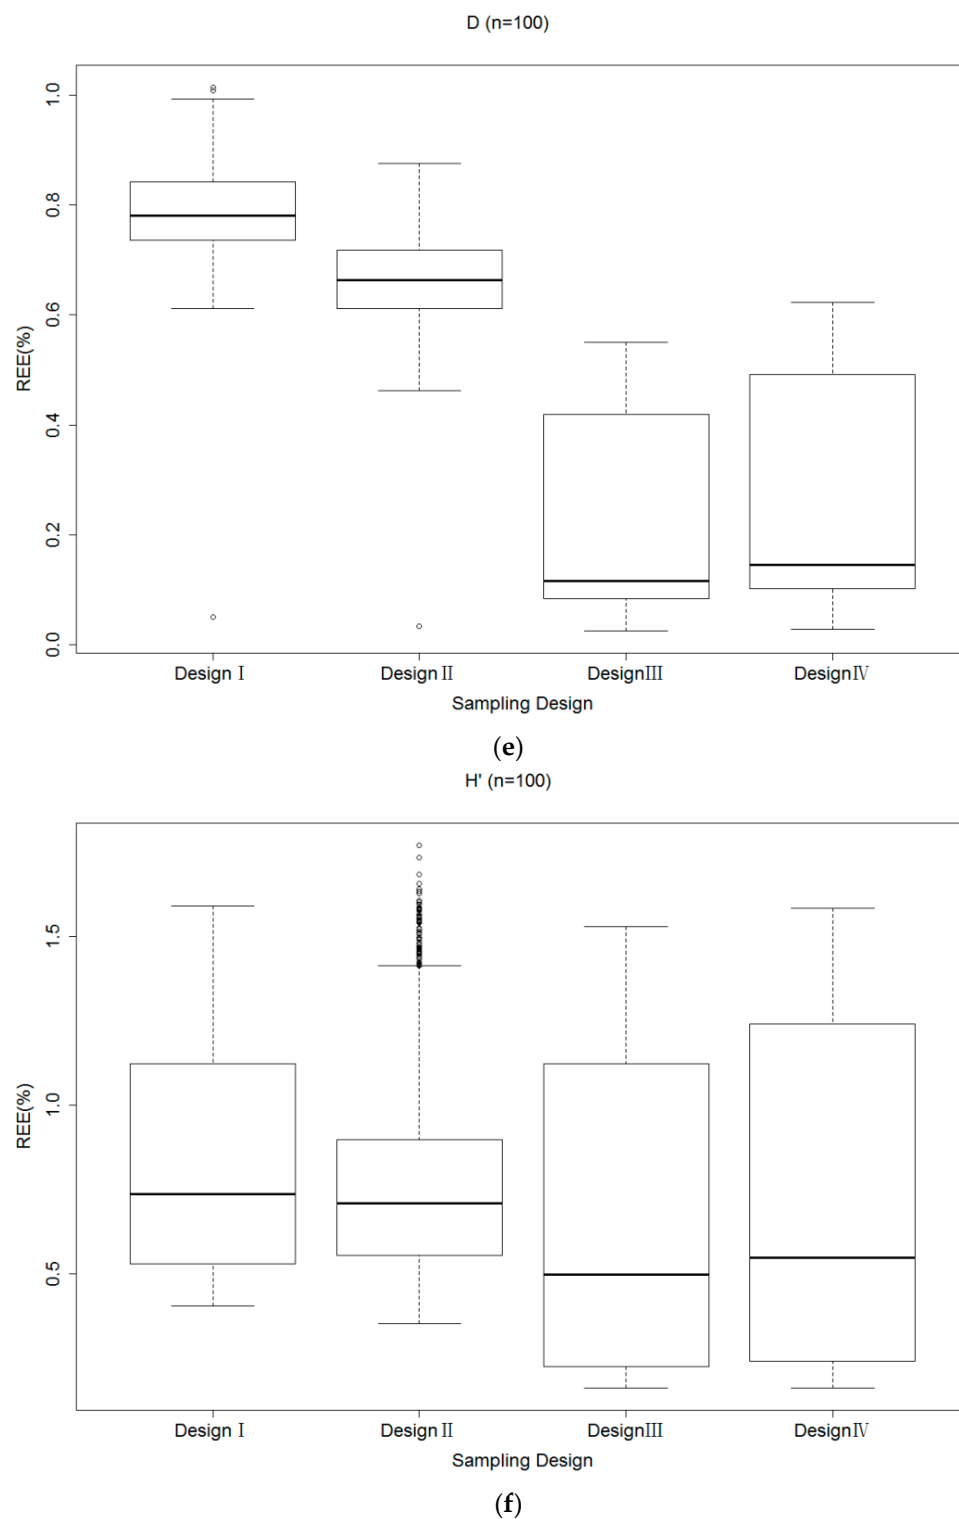 D (n=100)
1.0
0.8
0.6
0.4
0.2
0.0
REE(%)
Design Ⅰ
Design Ⅱ
DesignⅢ
DesignⅣ
Sampling Design
(e)
H' (n=100)
1.5
1.0
0.5
REE(%)
Design Ⅰ
Design Ⅱ
DesignⅢ
DesignⅣ
Sampling Design
(f)